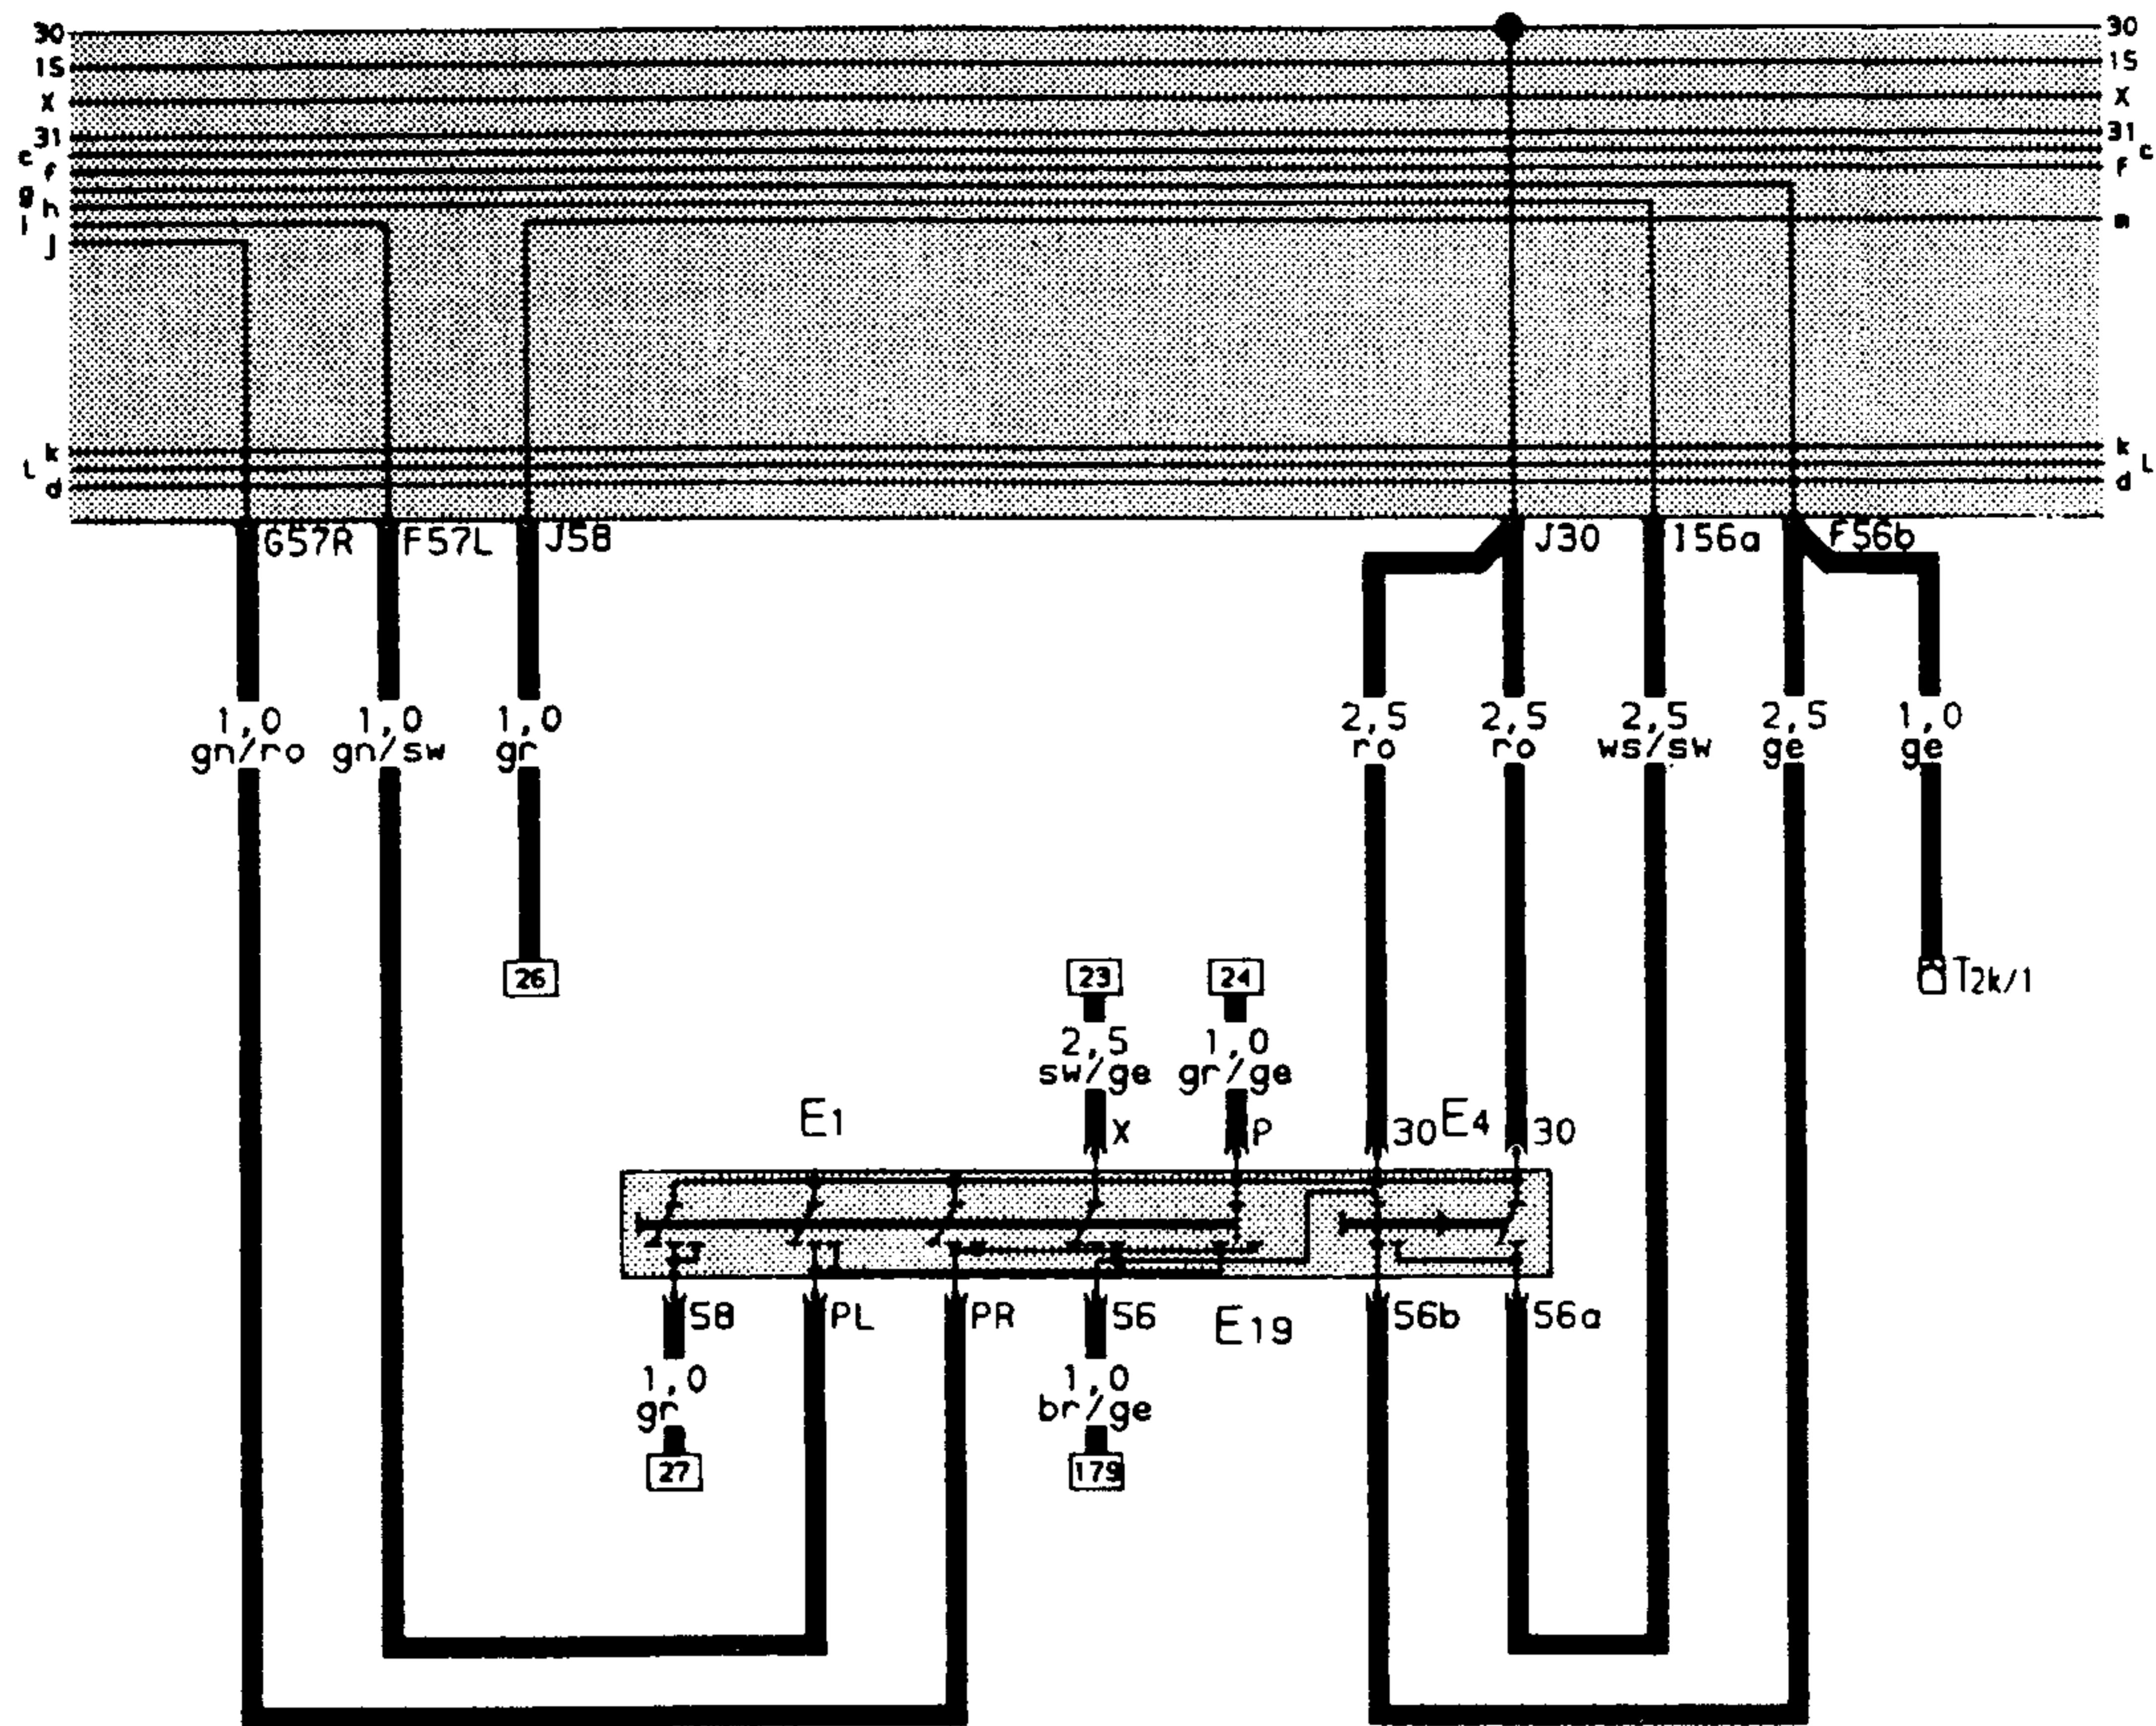 30 30
15 15
X X
31 31
c c
f f
g
h
m
j
k k
L L
d d
G57R F57L J58 J30 I56a F56b
1,0 1,0 1,0 2,5 2,5 2,5 2,5 1,0
gn/ro gn/sw gr ro ro ws/sw ge ge
26 23 24 T2k/1
2,5 1,0
sw/ge gr/ge
E1 X P 30 E4 30
58 PL PR 56 E19 56b 56a
1,0 1,0
gr br/ge
27 179